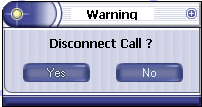 Warning
Disconnect Call ?
Yes
No